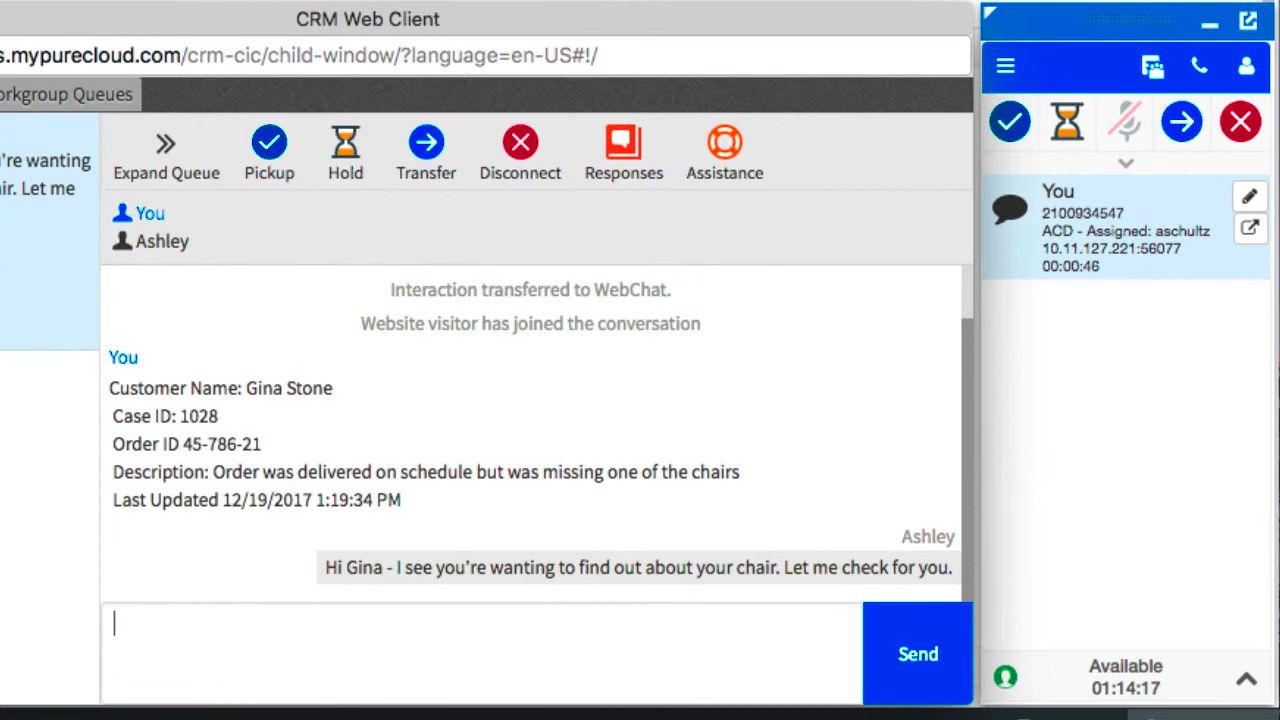 CRM Web Client
s.mypurecloud.com/crm-cic/child-window/?language=en-US#!/
orkgroup Queues
're wanting
ir. Let me
Expand Queue
Pickup
Hold
Transfer
Disconnect
Responses
Assistance
You
Ashley
Interaction transferred to WebChat.
Website visitor has joined the conversation
You
Customer Name: Gina Stone
Case ID: 1028
Order ID 45-786-21
Description: Order was delivered on schedule but was missing one of the chairs
Last Updated 12/19/2017 1:19:34 PM
Ashley
Hi Gina - I see you're wanting to find out about your chair. Let me check for you.
Send
You
2100934547
ACD - Assigned: aschultz
10.11.127.221:56077
00:00:46
Available
01:14:17